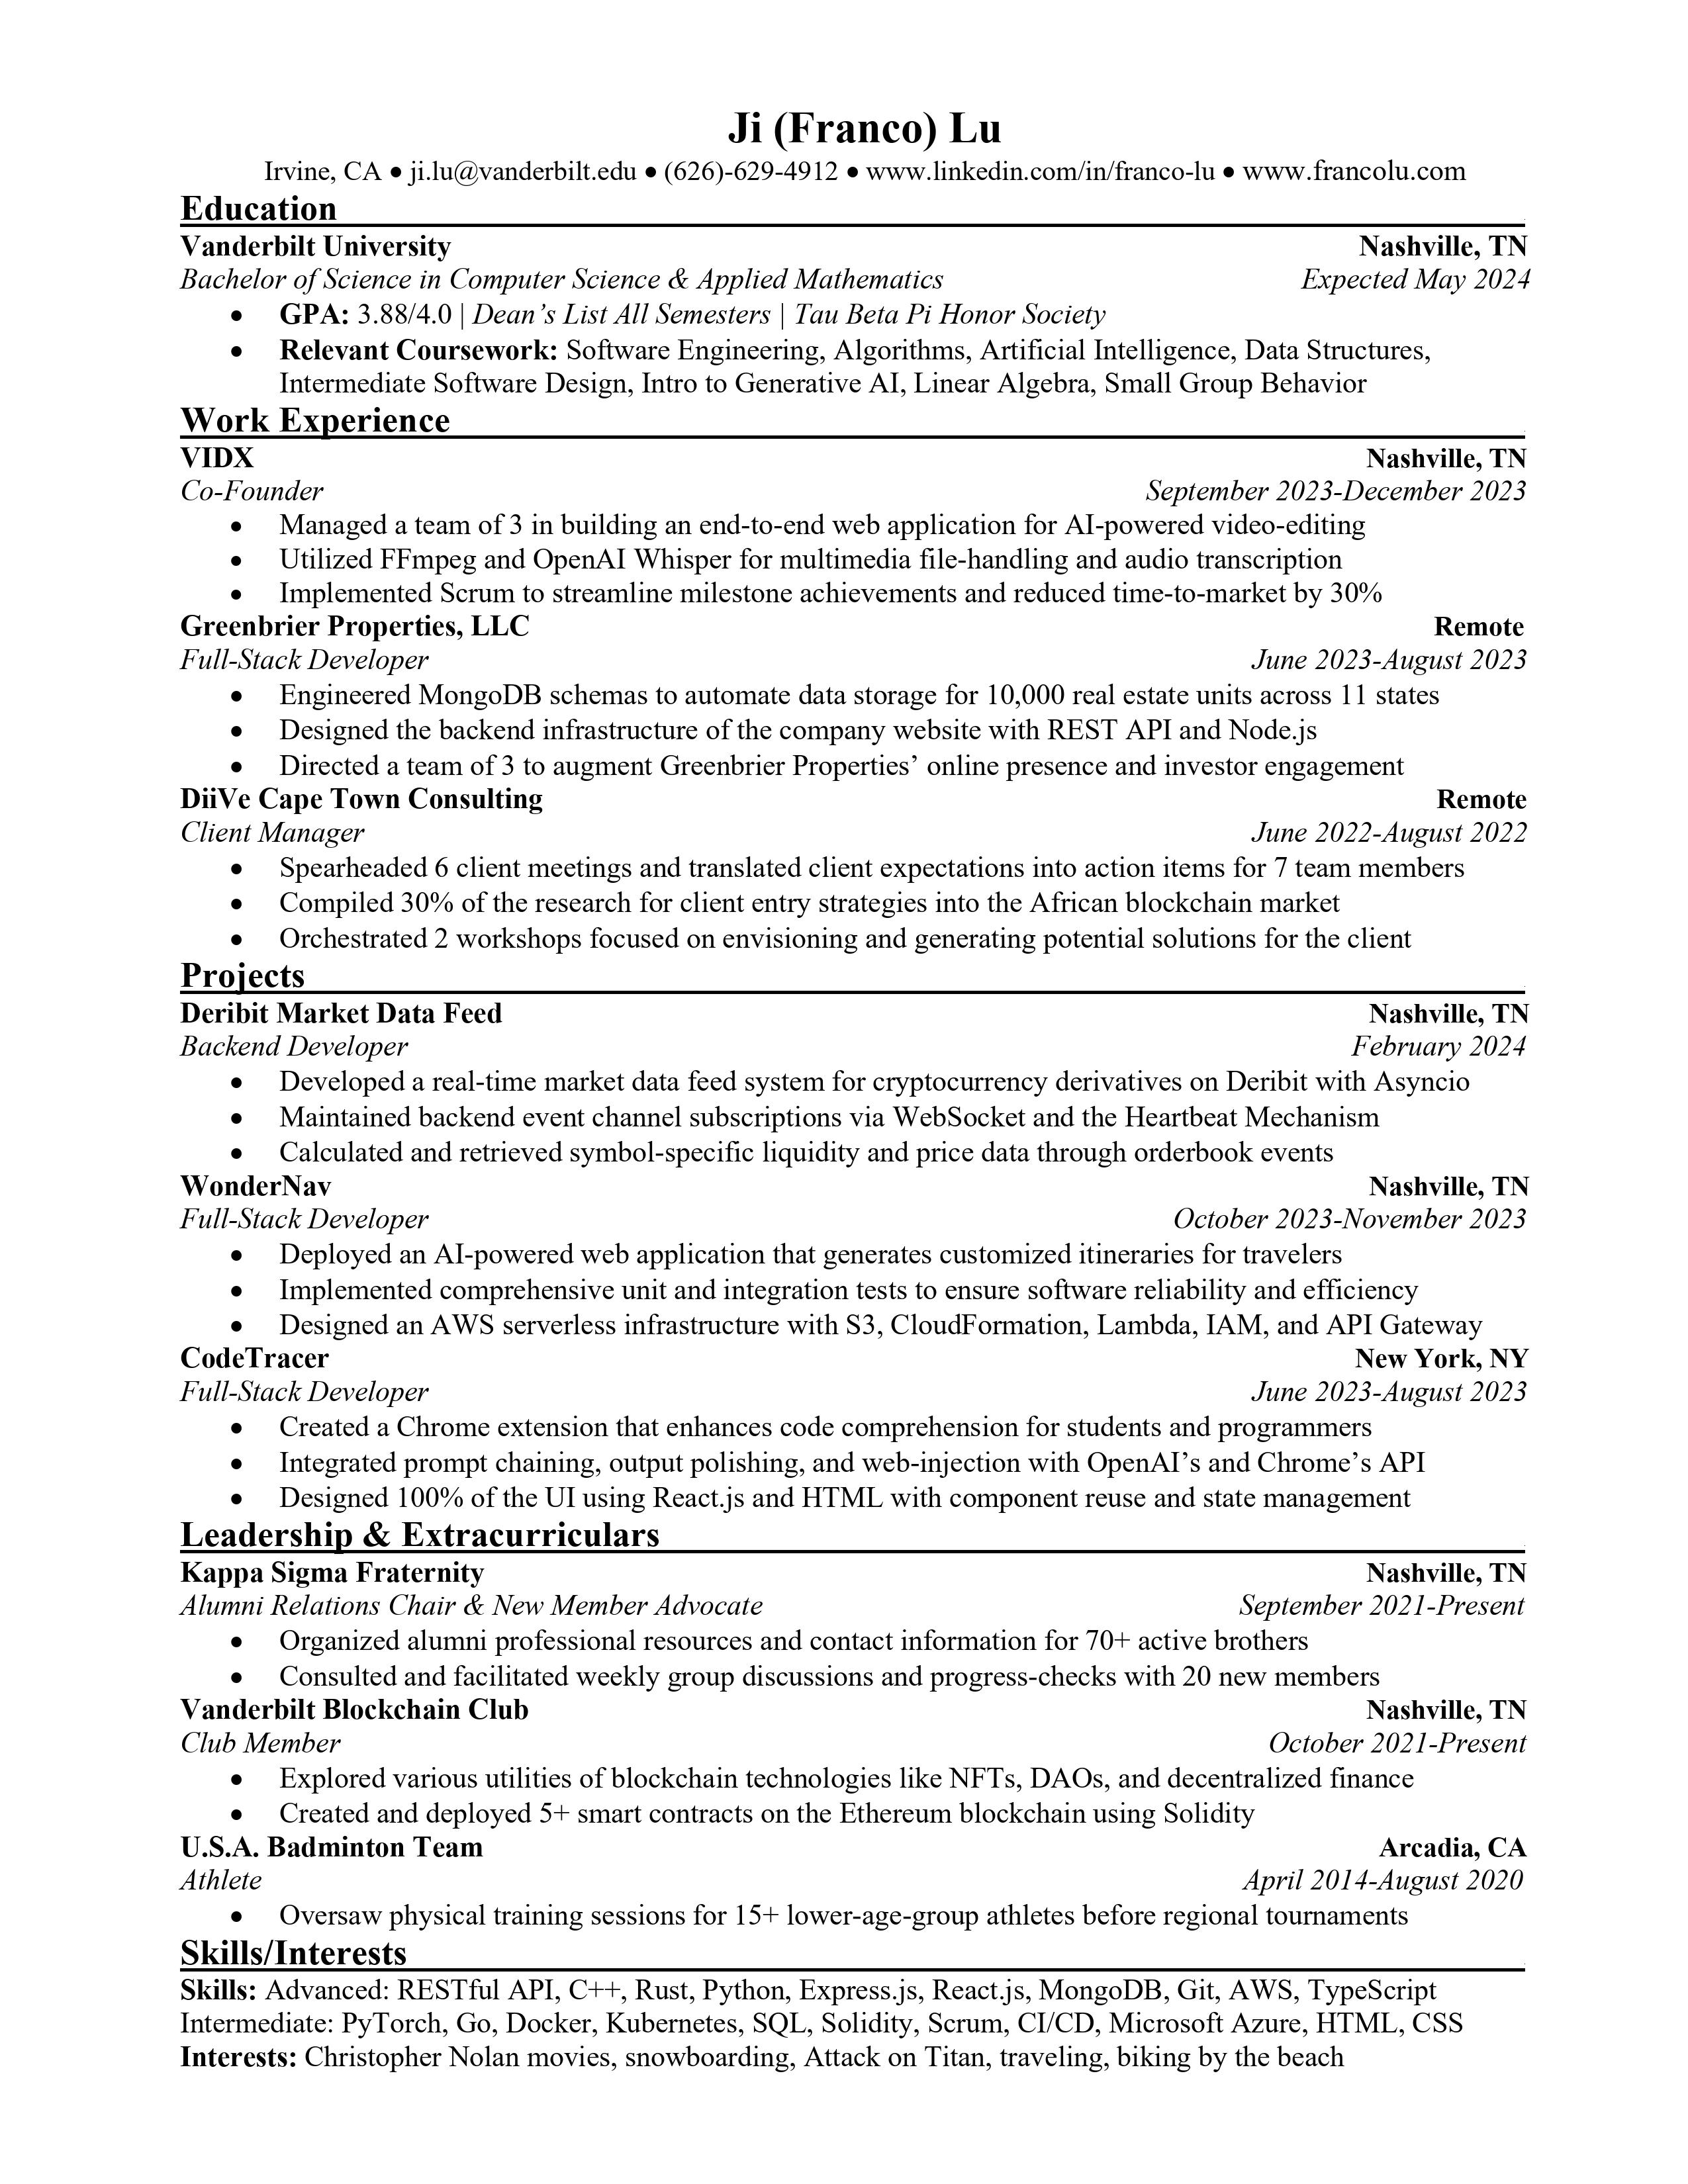 Ji (Franco) Lu
Irvine, CA ● ji.lu@vanderbilt.edu ● (626)-629-4912 ● www.linkedin.com/in/franco-lu ● www.francolu.com
Education
Vanderbilt University Nashville, TN
Bachelor of Science in Computer Science & Applied Mathematics Expected May 2024
● GPA: 3.88/4.0 | Dean’s List All Semesters | Tau Beta Pi Honor Society
● Relevant Coursework: Software Engineering, Algorithms, Artificial Intelligence, Data Structures,
Intermediate Software Design, Intro to Generative AI, Linear Algebra, Small Group Behavior
Work Experience
VIDX Nashville, TN
Co-Founder September 2023-December 2023
● Managed a team of 3 in building an end-to-end web application for AI-powered video-editing
● Utilized FFmpeg and OpenAI Whisper for multimedia file-handling and audio transcription
● Implemented Scrum to streamline milestone achievements and reduced time-to-market by 30%
Greenbrier Properties, LLC Remote
Full-Stack Developer June 2023-August 2023
● Engineered MongoDB schemas to automate data storage for 10,000 real estate units across 11 states
● Designed the backend infrastructure of the company website with REST API and Node.js
● Directed a team of 3 to augment Greenbrier Properties’ online presence and investor engagement
DiiVe Cape Town Consulting Remote
Client Manager June 2022-August 2022
● Spearheaded 6 client meetings and translated client expectations into action items for 7 team members
● Compiled 30% of the research for client entry strategies into the African blockchain market
● Orchestrated 2 workshops focused on envisioning and generating potential solutions for the client
Projects
Deribit Market Data Feed Nashville, TN
Backend Developer February 2024
● Developed a real-time market data feed system for cryptocurrency derivatives on Deribit with Asyncio
● Maintained backend event channel subscriptions via WebSocket and the Heartbeat Mechanism
● Calculated and retrieved symbol-specific liquidity and price data through orderbook events
WonderNav Nashville, TN
Full-Stack Developer October 2023-November 2023
● Deployed an AI-powered web application that generates customized itineraries for travelers
● Implemented comprehensive unit and integration tests to ensure software reliability and efficiency
● Designed an AWS serverless infrastructure with S3, CloudFormation, Lambda, IAM, and API Gateway
CodeTracer New York, NY
Full-Stack Developer June 2023-August 2023
● Created a Chrome extension that enhances code comprehension for students and programmers
● Integrated prompt chaining, output polishing, and web-injection with OpenAI’s and Chrome’s API
● Designed 100% of the UI using React.js and HTML with component reuse and state management
Leadership & Extracurriculars
Kappa Sigma Fraternity Nashville, TN
Alumni Relations Chair & New Member Advocate September 2021-Present
● Organized alumni professional resources and contact information for 70+ active brothers
● Consulted and facilitated weekly group discussions and progress-checks with 20 new members
Vanderbilt Blockchain Club Nashville, TN
Club Member October 2021-Present
● Explored various utilities of blockchain technologies like NFTs, DAOs, and decentralized finance
● Created and deployed 5+ smart contracts on the Ethereum blockchain using Solidity
U.S.A. Badminton Team Arcadia, CA
Athlete April 2014-August 2020
● Oversaw physical training sessions for 15+ lower-age-group athletes before regional tournaments
Skills/Interests
Skills: Advanced: RESTful API, C++, Rust, Python, Express.js, React.js, MongoDB, Git, AWS, TypeScript
Intermediate: PyTorch, Go, Docker, Kubernetes, SQL, Solidity, Scrum, CI/CD, Microsoft Azure, HTML, CSS
Interests: Christopher Nolan movies, snowboarding, Attack on Titan, traveling, biking by the beach